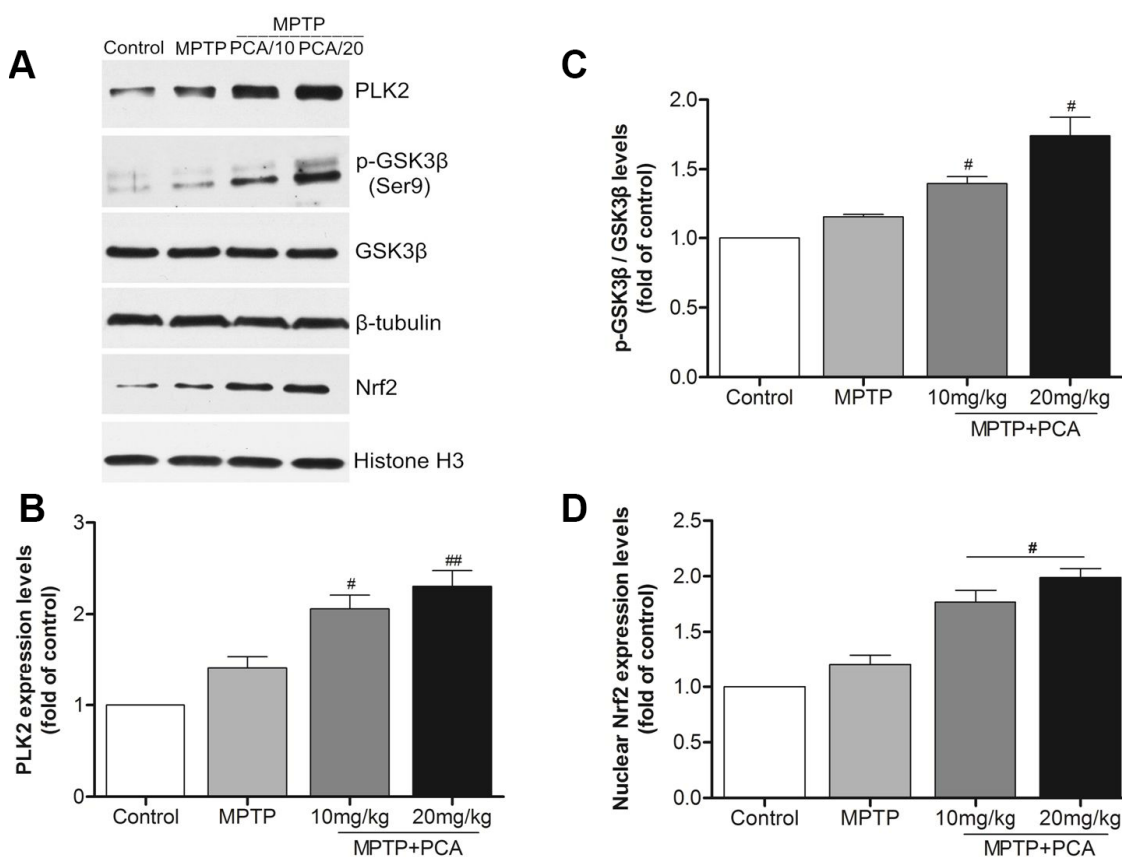 A
MPTP
Control MPTP PCA/10 PCA/20
PLK2
p-GSK3β
(Ser9)
GSK3β
β-tubulin
Nrf2
Histone H3
B
PLK2 expression levels
(fold of control)
3
2
1
0
#
##
Control MPTP 10mg/kg 20mg/kg
MPTP+PCA
C
p-GSK3β / GSK3β levels
(fold of control)
2.0
1.5
1.0
0.5
0.0
#
#
Control MPTP 10mg/kg 20mg/kg
MPTP+PCA
D
Nuclear Nrf2 expression levels
(fold of control)
2.5
2.0
1.5
1.0
0.5
0.0
#
Control MPTP 10mg/kg 20mg/kg
MPTP+PCA